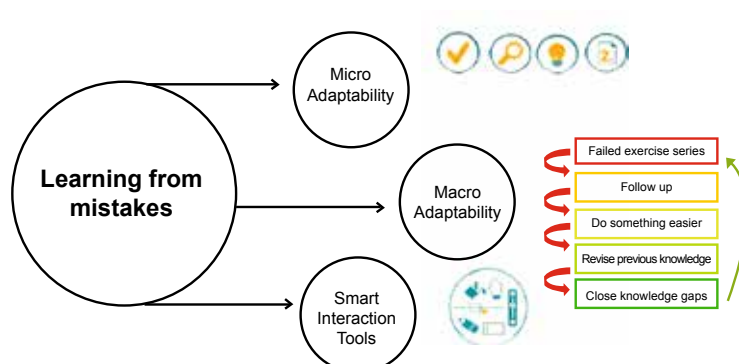 Micro
Adaptability
2
Learning from
mistakes
Macro
Adaptability
Failed exercise series
Follow up
Do something easier
Revise previous knowledge
Close knowledge gaps
Smart
Interaction
Tools